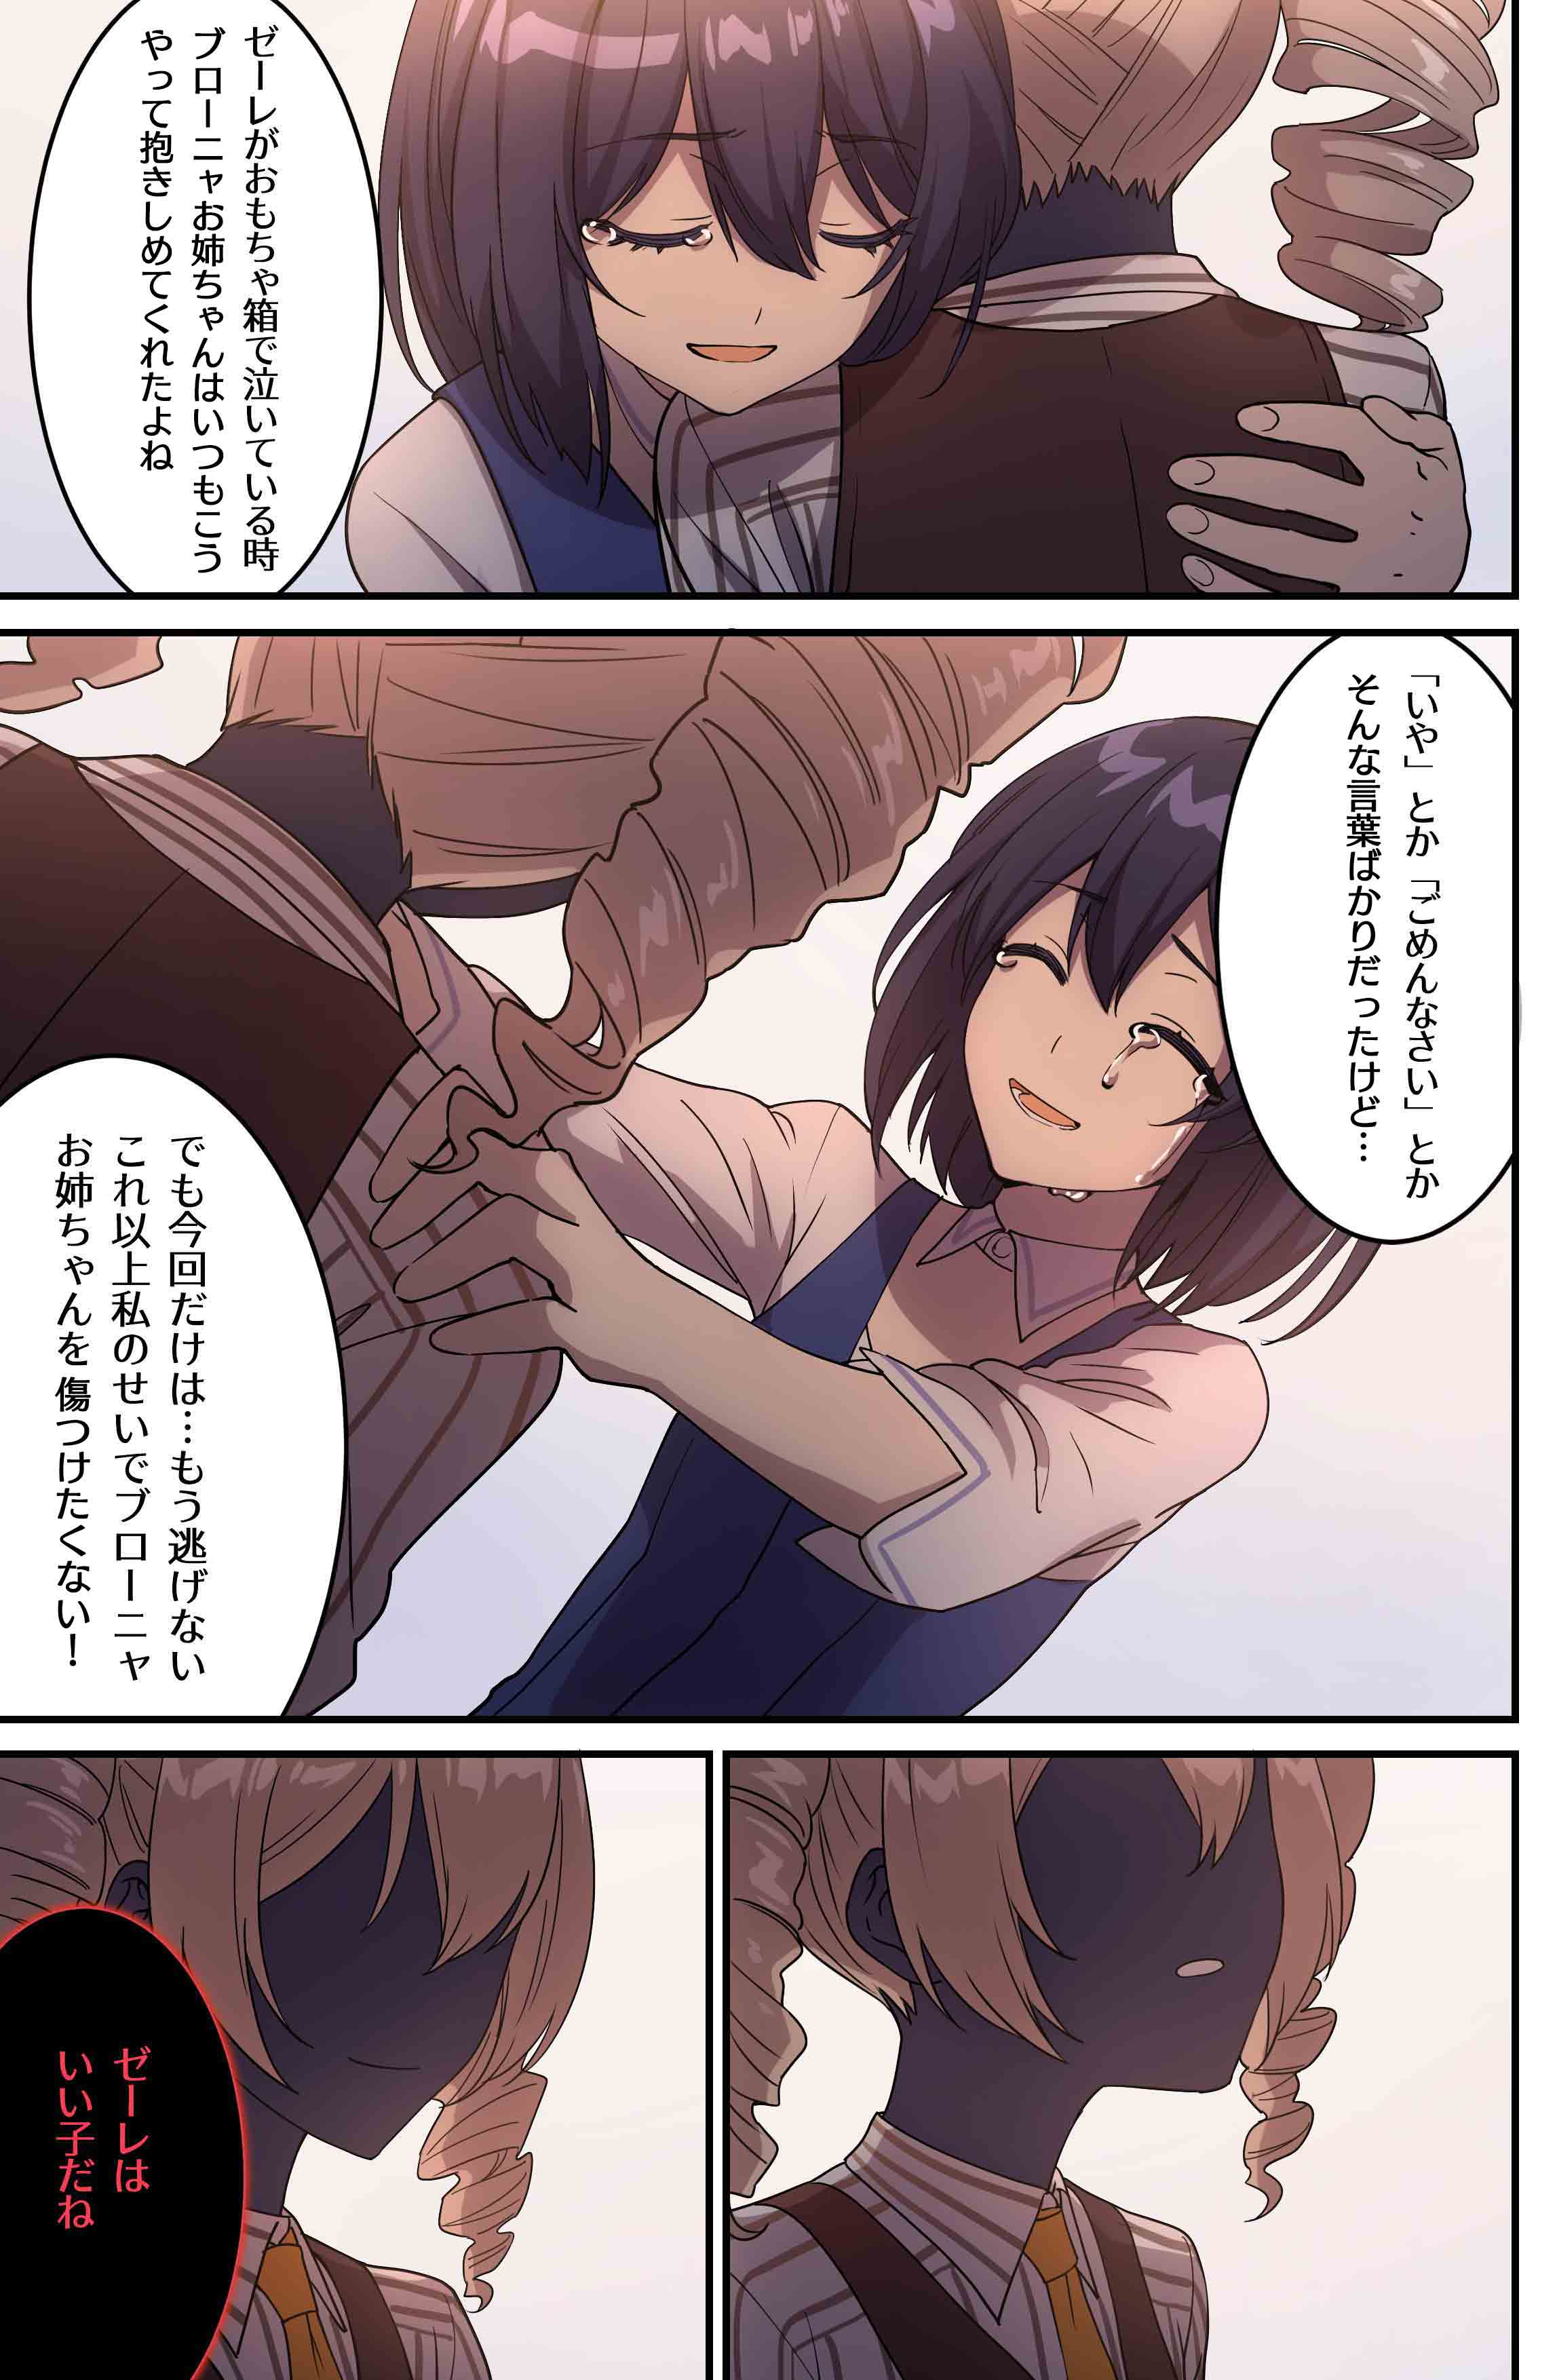 ゼーレがおもちゃ箱で泣いている時
ブローニャお姉ちゃんはいつもこう
やって抱きしめてくれたよね
「いや」とか「ごめんなさい」とか
そんな言葉ばかりだったけど…
でも今回だけは…もう逃げない
これ以上私のせいでブローニャ
お姉ちゃんを傷つけたくない！
ゼーレは
いい子だね